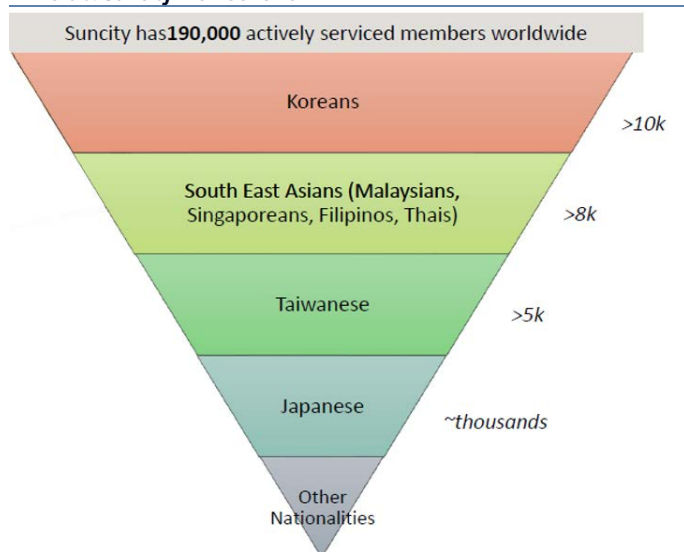 Suncity has190,000 actively serviced members worldwide
Koreans
>10k
South East Asians (Malaysians,
Singaporeans, Filipinos, Thais)
>8k
Taiwanese
>5k
Japanese
~thousands
Other
Nationalities